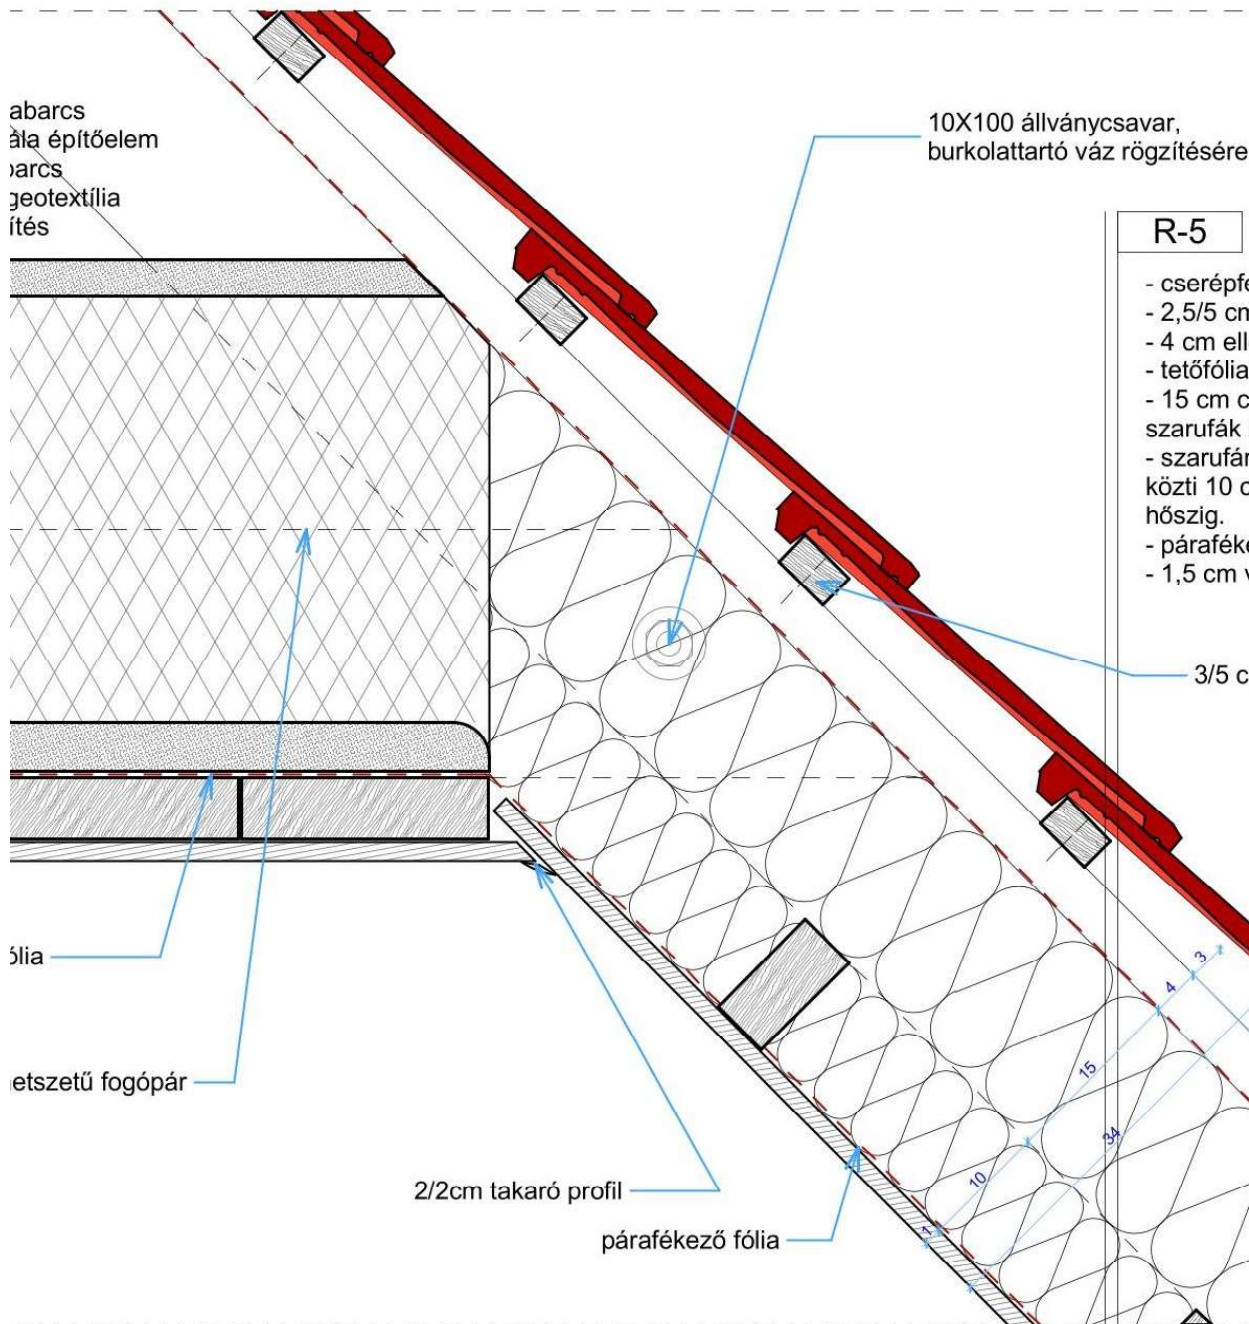 abarcs
ála építőelem
barcs
geotextília
ítés
10X100 állványcsavar,
burkolattartó váz rögzítésére
R-5
- cserépfe
- 2,5/5 cm
- 4 cm ell
- tetőfólia
- 15 cm c
szarufák
- szarufár
közti 10 c
hőszig.
- páraféke
- 1,5 cm v
3/5 c
ólia
etszetű fogópár
2/2cm takaró profil
párafékező fólia
3
4
15
34
10
1